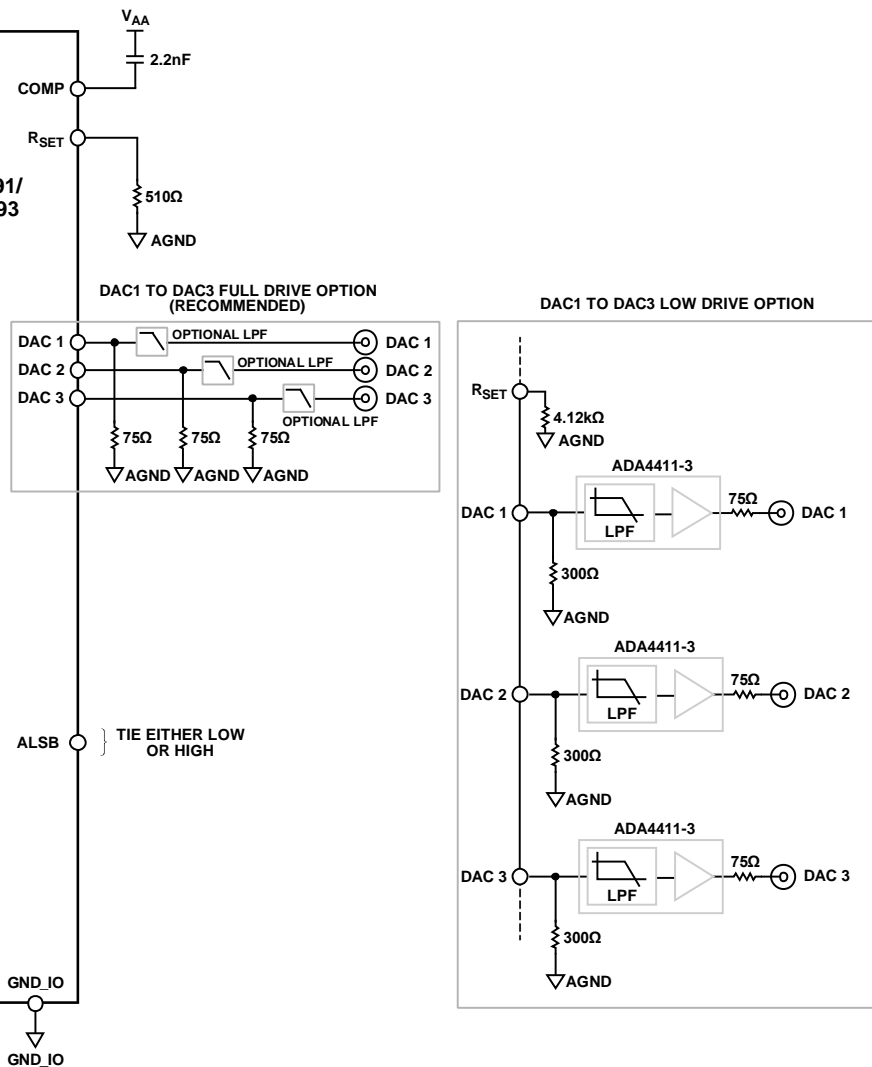 VAA
2.2nF
COMP
RSET
91/
93
510Ω
AGND
DAC1 TO DAC3 FULL DRIVE OPTION
(RECOMMENDED)
DAC 1
OPTIONAL LPF
DAC 1
DAC 2
OPTIONAL LPF
DAC 2
DAC 3
DAC 3
OPTIONAL LPF
75Ω
75Ω
75Ω
AGND
AGND
AGND
ALSB
TIE EITHER LOW
OR HIGH
GND_IO
GND_IO
DAC1 TO DAC3 LOW DRIVE OPTION
RSET
4.12kΩ
AGND
ADA4411-3
75Ω
DAC 1
LPF
DAC 1
300Ω
AGND
ADA4411-3
75Ω
DAC 2
LPF
DAC 2
300Ω
AGND
ADA4411-3
75Ω
DAC 3
LPF
DAC 3
300Ω
AGND